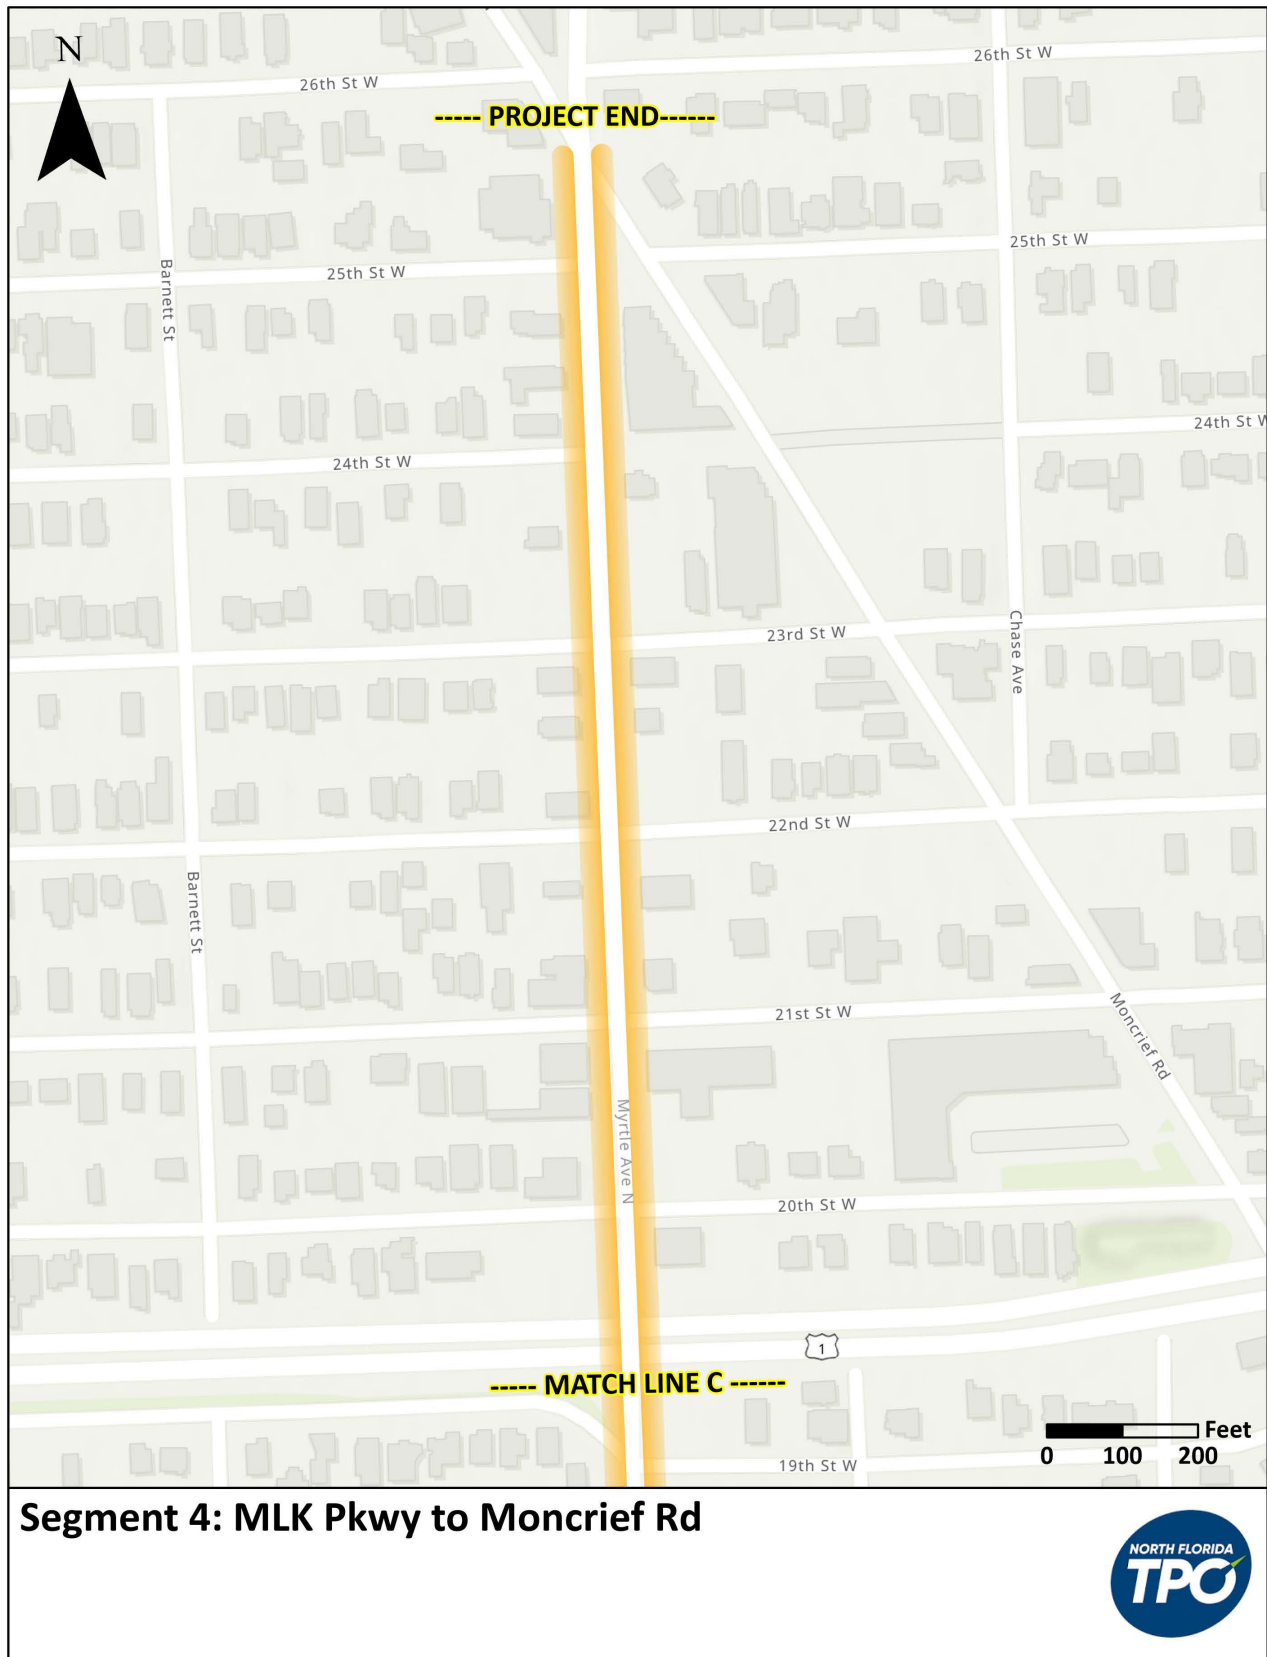 N
26th St W
26th St W
----- PROJECT END------
25th St W
25th St W
Barnett St
24th St W
24th St W
23rd St W
Chase Ave
22nd St W
Barnett St
21st St W
Moncrief Rd
Myrtle Ave N
20th St W
1
----- MATCH LINE C ------
Feet
0 100 200
19th St W
Segment 4: MLK Pkwy to Moncrief Rd
NORTH FLORIDA
TPO